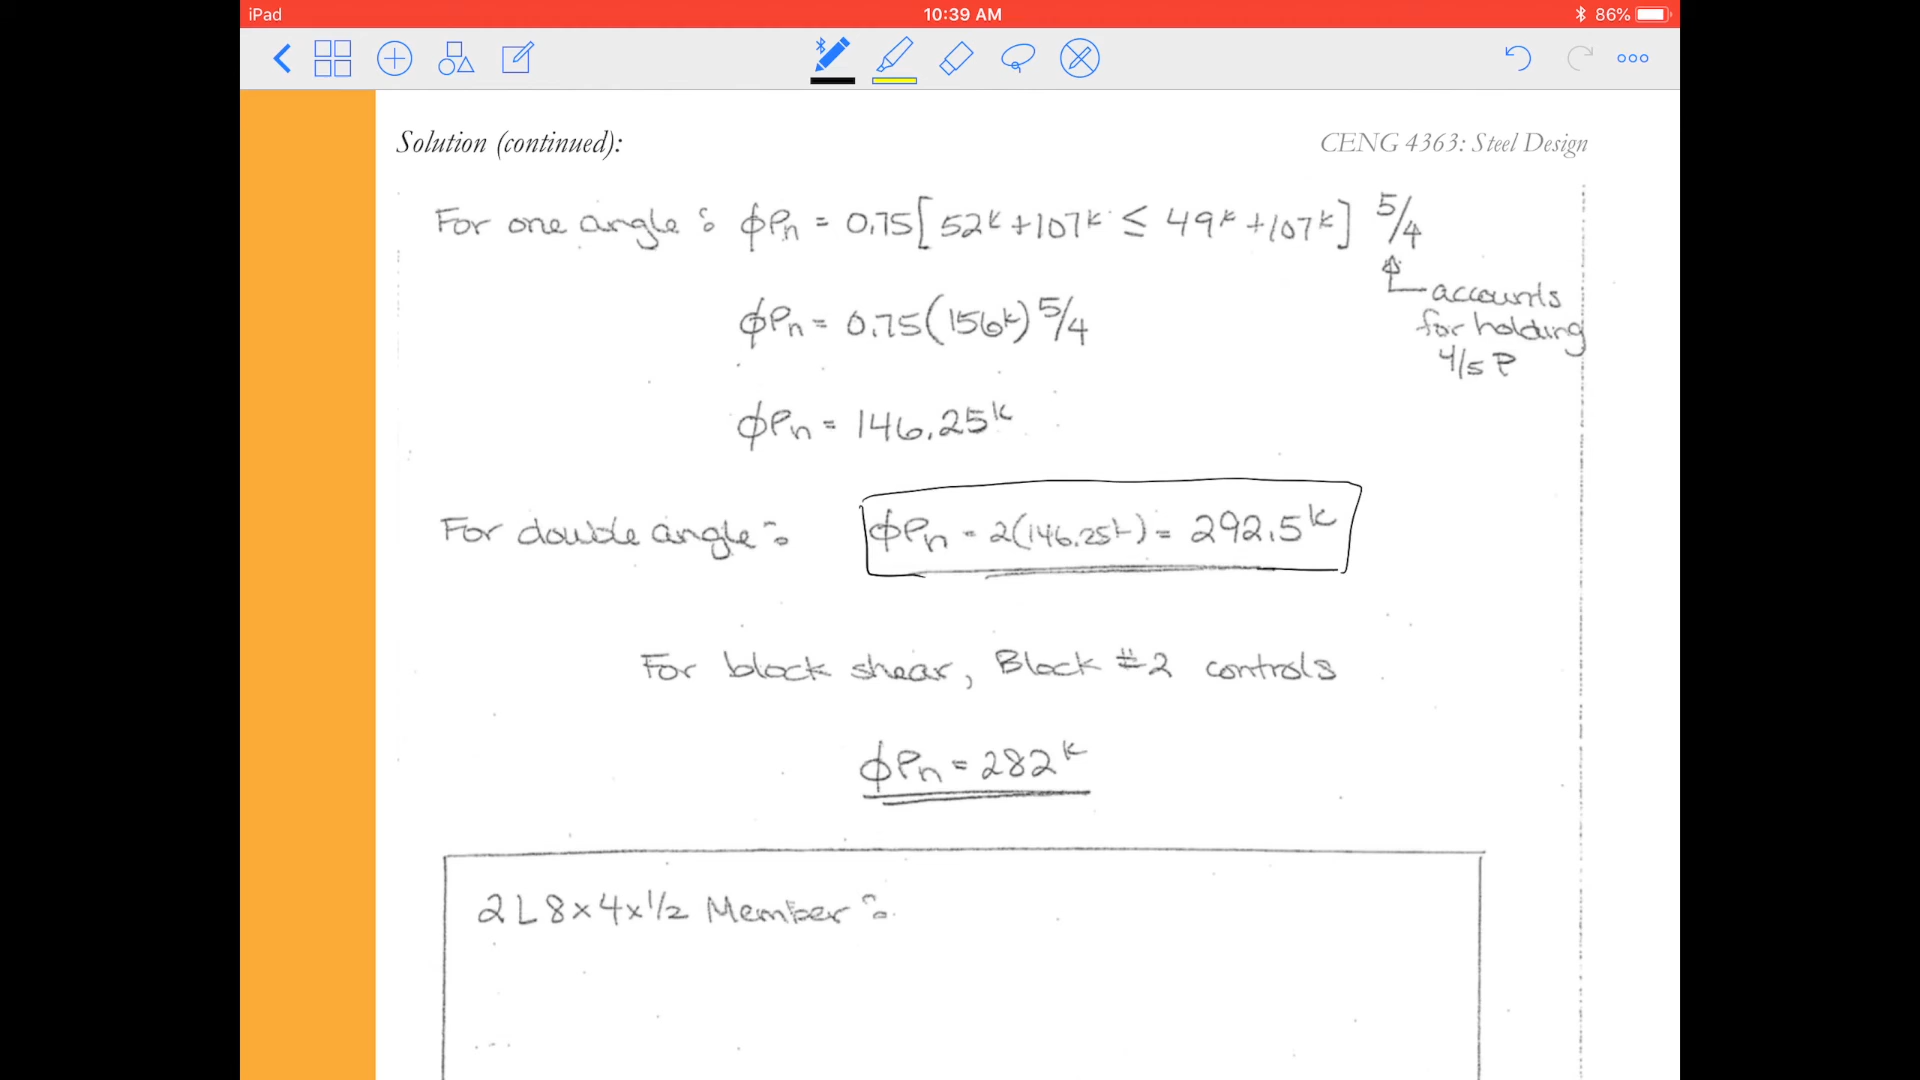 iPad
10:39 AM
86%
Solution (continued):
CENG 4363: Steel Design
For one angle: ϕPn = 0.75[52k+107k ≤ 49k+107k] 5/4
accounts
for holding
4/5 P
ϕPn = 0.75(156k) 5/4
ϕPn = 146.25k
For double angle: ϕPn = 2(146.25k) = 292.5k
For block shear, Block #2 controls
ϕPn = 282k
2L8x4x1/2 Member: